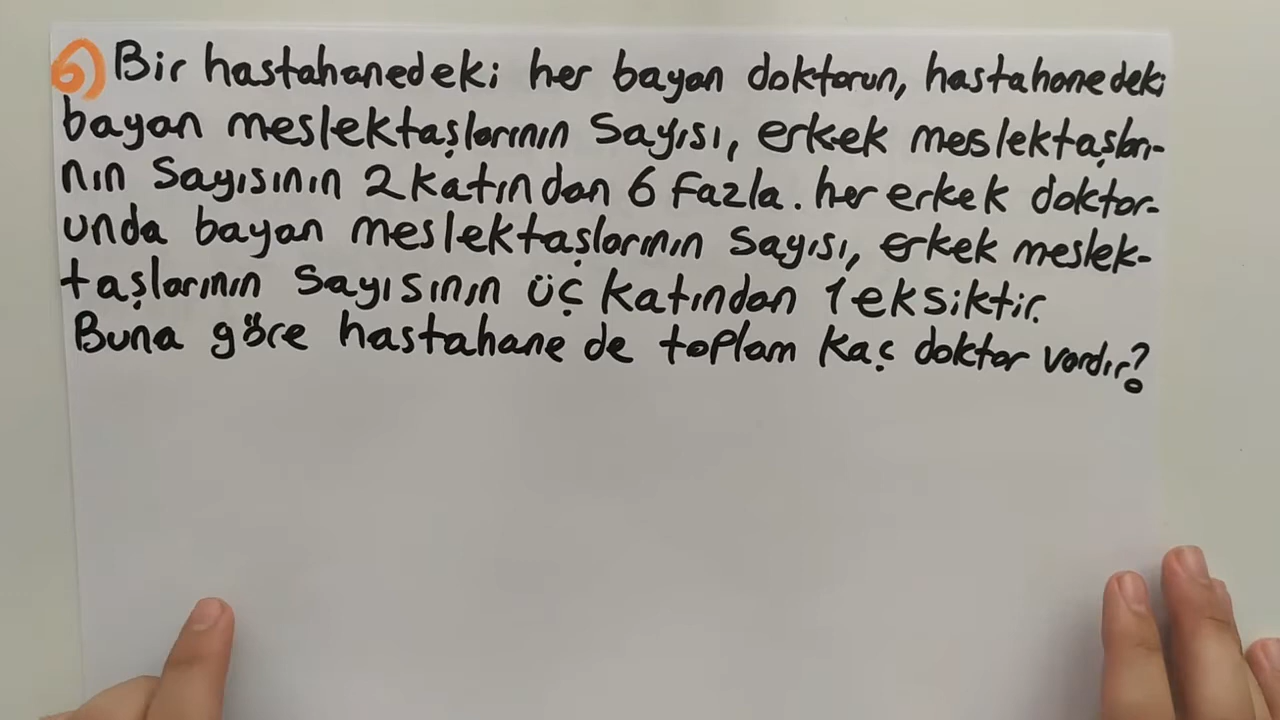 6) Bir hastahanedeki her bayan doktorun, hastahanedeki
bayan meslektaşlarının sayısı, erkek meslektaşları-
nın sayısının 2 katından 6 fazla. her erkek doktor-
unda bayan meslektaşlarının sayısı, erkek meslek-
taşlarının sayısının üç katından 1 eksiktir.
Buna göre hastahane de toplam kaç doktor vardır?